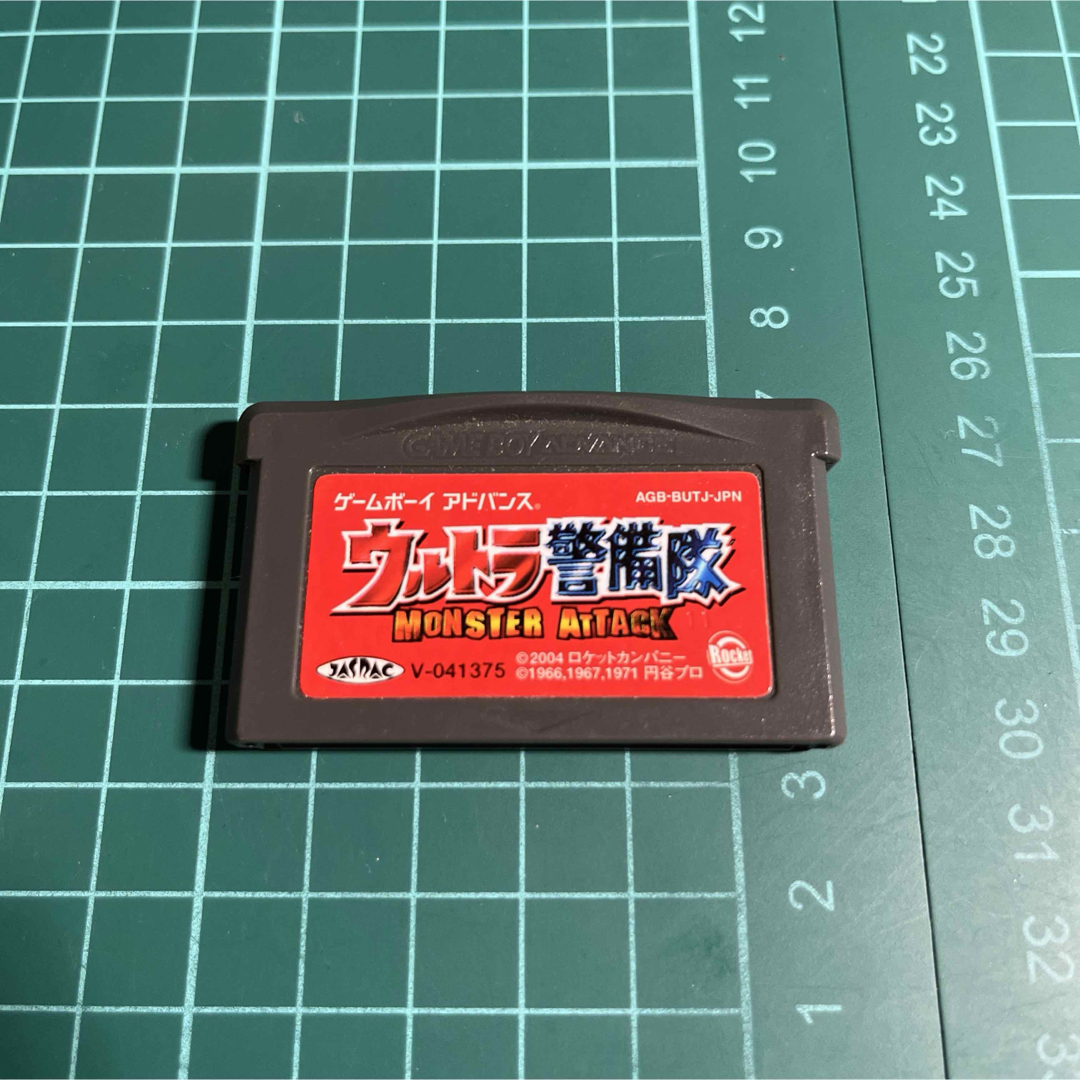 GAME BOY ADVANCE
ゲームボーイ アドバンス
AGB-BUTJ-JPN
ウルトラ警備隊
MONSTER ATTACK
JASRAC
V-041375
©2004 ロケットカンパニー
©1966,1967,1971 円谷プロ
Rocket
12
11
10
9
8
3
2
1
22
23
24
25
26
27
28
29
30
31
32